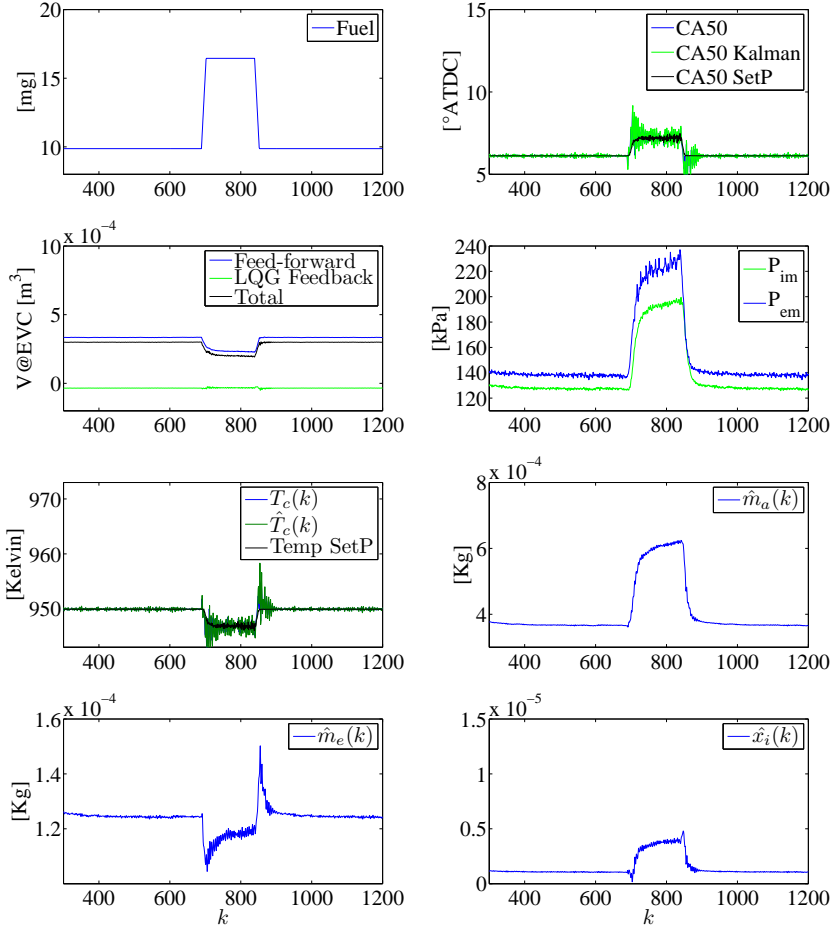 20
15
10
[mg]
Fuel
400 600 800 1000 1200
15
10
5
[°ATDC]
CA50
CA50 Kalman
CA50 SetP
400 600 800 1000 1200
x 10⁻⁴
10
5
0
V@EVC [m³]
Feed-forward
LQG Feedback
Total
400 600 800 1000 1200
240
220
200
180
160
140
120
[kPa]
P_im
P_em
400 600 800 1000 1200
970
960
950
[Kelvin]
T_c(k)
T̂_c(k)
Temp SetP
400 600 800 1000 1200
x 10⁻⁴
8
6
4
[Kg]
m̂_a(k)
400 600 800 1000 1200
x 10⁻⁴
1.6
1.4
1.2
[Kg]
m̂_e(k)
400 600 800 1000 1200
k
x 10⁻⁵
1.5
1
0.5
0
x̂_i(k)
400 600 800 1000 1200
k